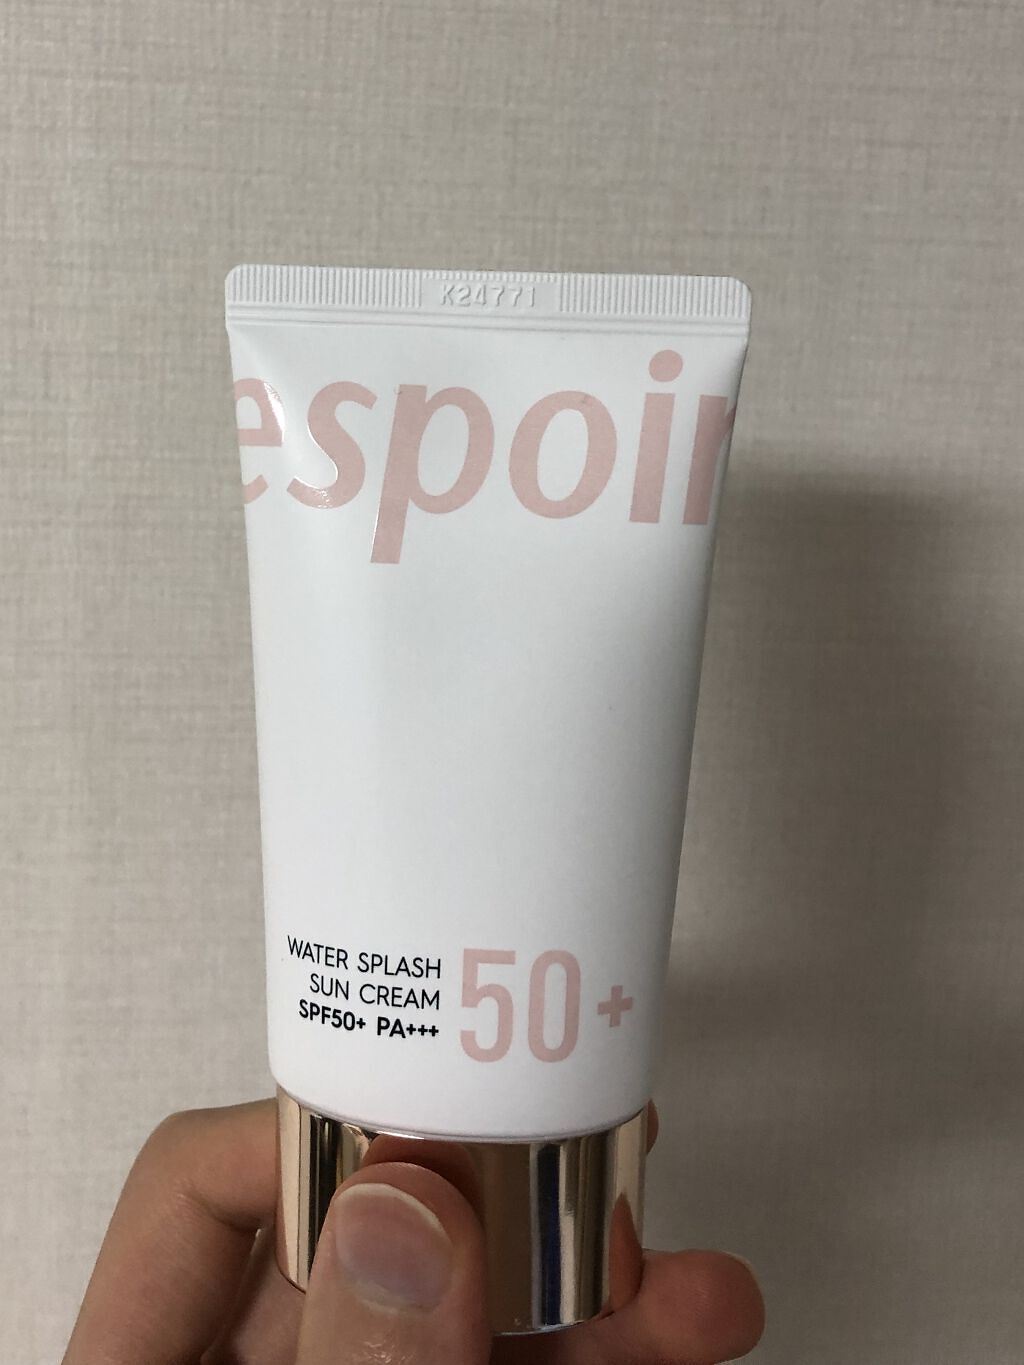 K24771
espoir
WATER SPLASH
SUN CREAM
SPF50+ PA+++
50+